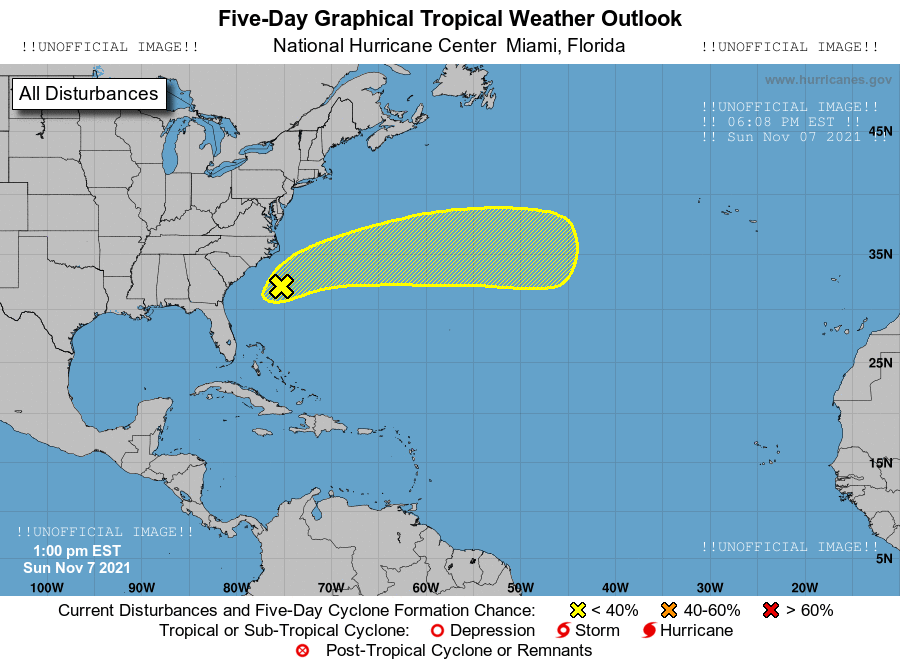 Five-Day Graphical Tropical Weather Outlook
!!UNOFFICIAL IMAGE!! National Hurricane Center Miami, Florida !!UNOFFICIAL IMAGE!!
www.hurricanes.gov
All Disturbances
!!UNOFFICIAL IMAGE!!
!! 06:08 PM EST !!
!! Sun Nov 07 2021 !!
45N
35N
25N
15N
!!UNOFFICIAL IMAGE!!
!!UNOFFICIAL IMAGE!!
1:00 pm EST
5N
Sun Nov 7 2021
100W 90W 80W 70W 60W 50W 40W 30W 20W
Current Disturbances and Five-Day Cyclone Formation Chance: < 40% 40-60% > 60%
Tropical or Sub-Tropical Cyclone: Depression Storm Hurricane
Post-Tropical Cyclone or Remnants